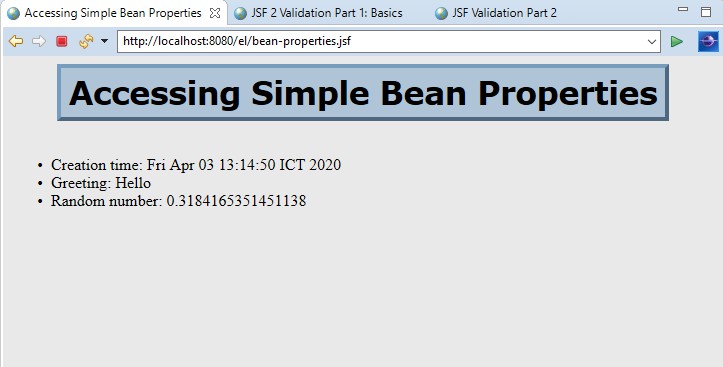 Accessing Simple Bean Properties JSF 2 Validation Part 1: Basics JSF Validation Part 2
http://localhost:8080/el/bean-properties.jsf
Accessing Simple Bean Properties
• Creation time: Fri Apr 03 13:14:50 ICT 2020
• Greeting: Hello
• Random number: 0.3184165351451138